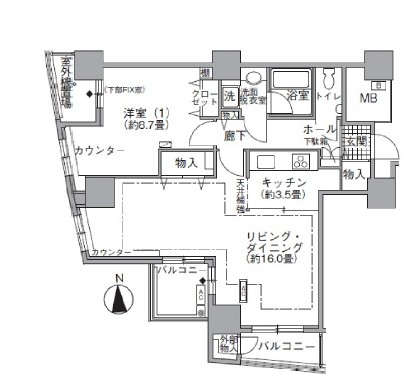 室外機置場
(下部FIX窓)
洋室(1)
(約8.7畳)
棚
クローゼット
洗
洗面
脱衣室
浴室
トイレ
MB
物入
廊下
ホール
下駄箱
玄関
カウンター
物入
キッチン
(約3.5畳)
物入
天井補強
リビング・
ダイニング
(約16.0畳)
カウンター
バルコニー
N
AC
AC
外部
物入
バルコニー